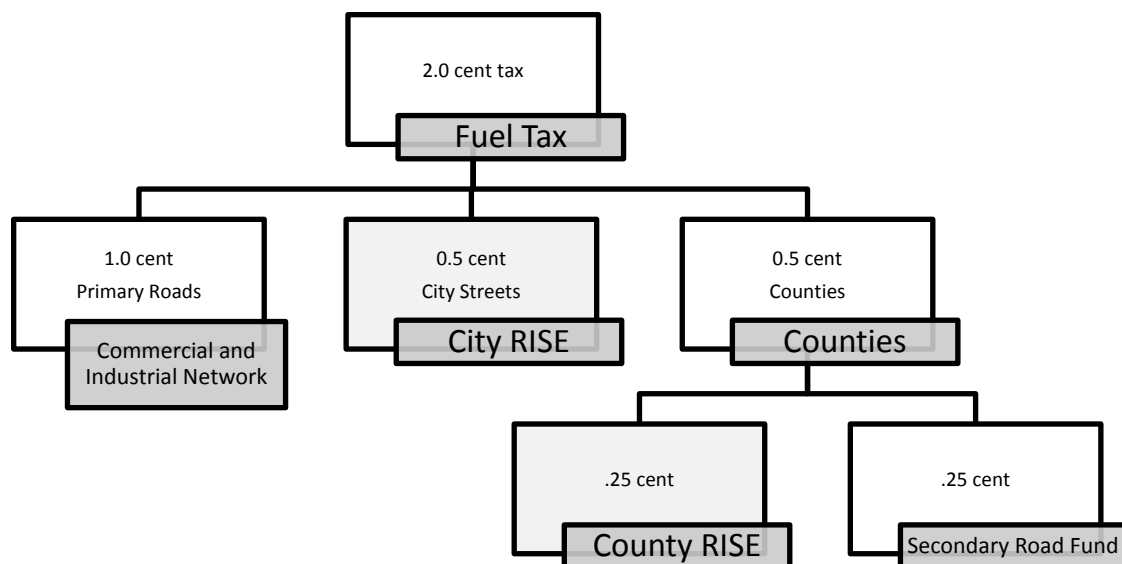 2.0 cent tax
Fuel Tax
1.0 cent
Primary Roads
Commercial and
Industrial Network
0.5 cent
City Streets
City RISE
0.5 cent
Counties
Counties
.25 cent
County RISE
.25 cent
Secondary Road Fund